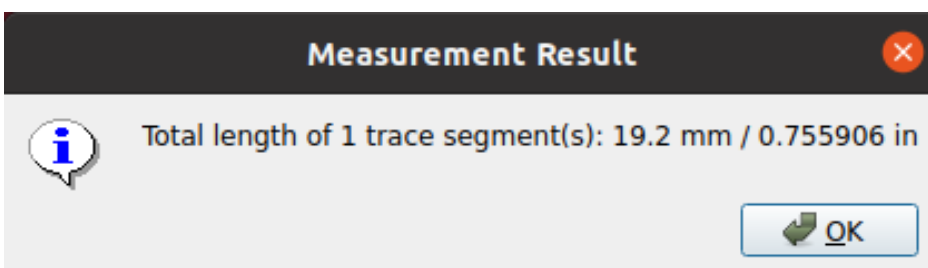 Measurement Result
Total length of 1 trace segment(s): 19.2 mm / 0.755906 in
OK